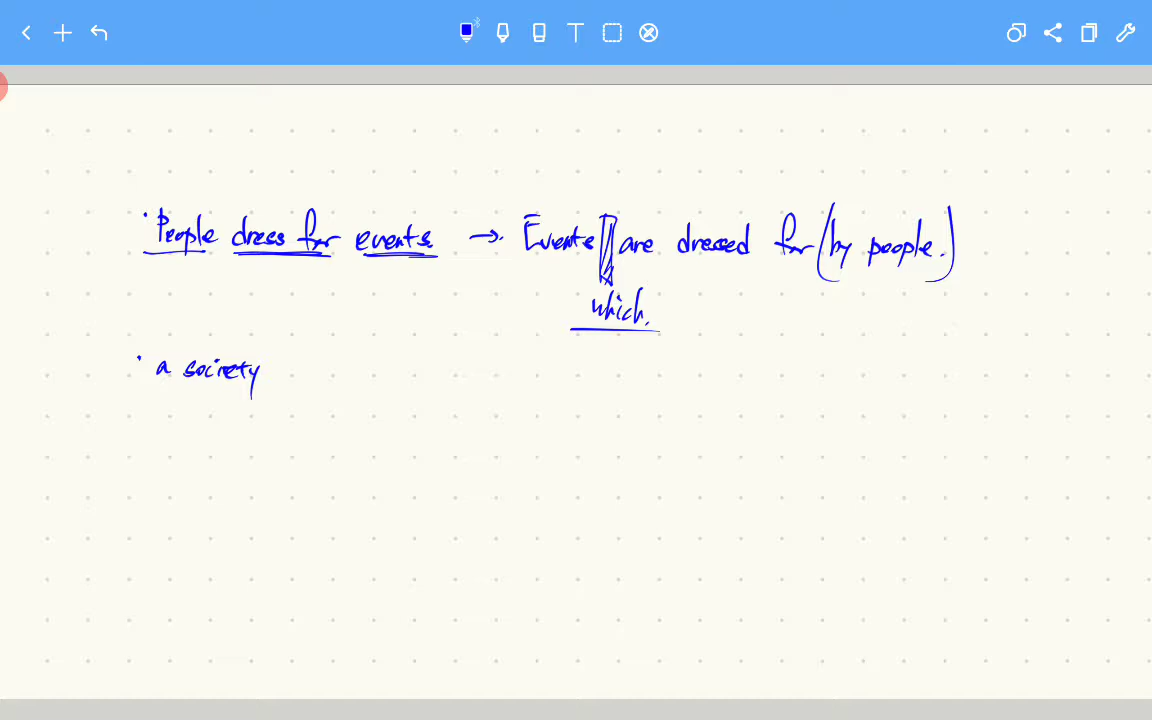 · People dress for events → Events are dressed for (by people.)
which.
· a society